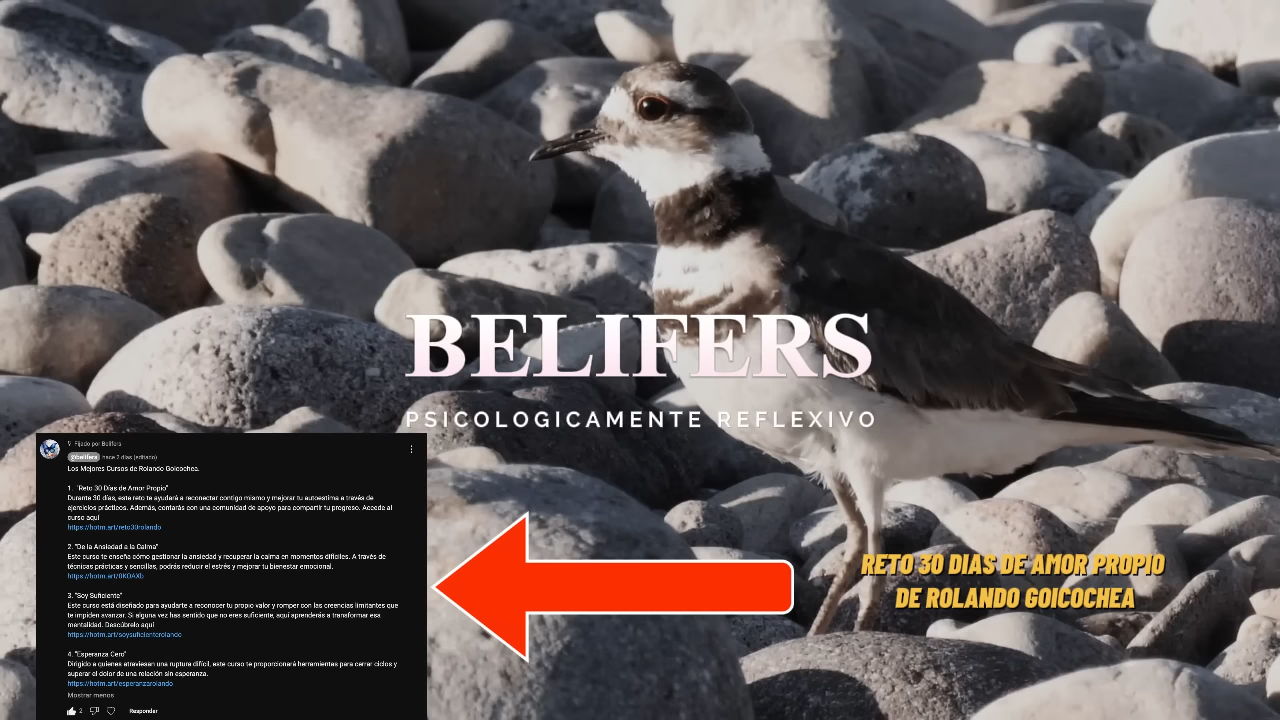 BELIFERS
PSICOLOGICAMENTE REFLEXIVO
Fijado por Belifers
@belifers hace 2 días (editado)
Los Mejores Cursos de Rolando Goicochea.
1. "Reto 30 Días de Amor Propio"
Durante 30 días, este reto te ayudará a reconectar contigo mismo y mejorar tu autoestima a través de
ejercicios prácticos. Además, contarás con una comunidad de apoyo para compartir tu progreso. Accede al
curso aquí
https://hotm.art/reto30rolando
2. "De la Ansiedad a la Calma"
Este curso te enseña cómo gestionar la ansiedad y recuperar la calma en momentos difíciles. A través de
técnicas prácticas y sencillas, podrás reducir el estrés y mejorar tu bienestar emocional.
https://hotm.art/0KOAXb
3. "Soy Suficiente"
Este curso está diseñado para ayudarte a reconocer tu propio valor y romper con las creencias limitantes que
te impiden avanzar. Si alguna vez has sentido que no eres suficiente, aquí aprenderás a transformar esa
mentalidad. Descúbrelo aquí
https://hotm.art/soysuficienterolando
4. "Esperanza Cero"
Dirigido a quienes atraviesan una ruptura difícil, este curso te proporcionará herramientas para cerrar ciclos y
superar el dolor de una relación sin esperanza.
https://hotm.art/esperanzarolando
Mostrar menos
2 Responder
RETO 30 DIAS DE AMOR PROPIO
DE ROLANDO GOICOCHEA